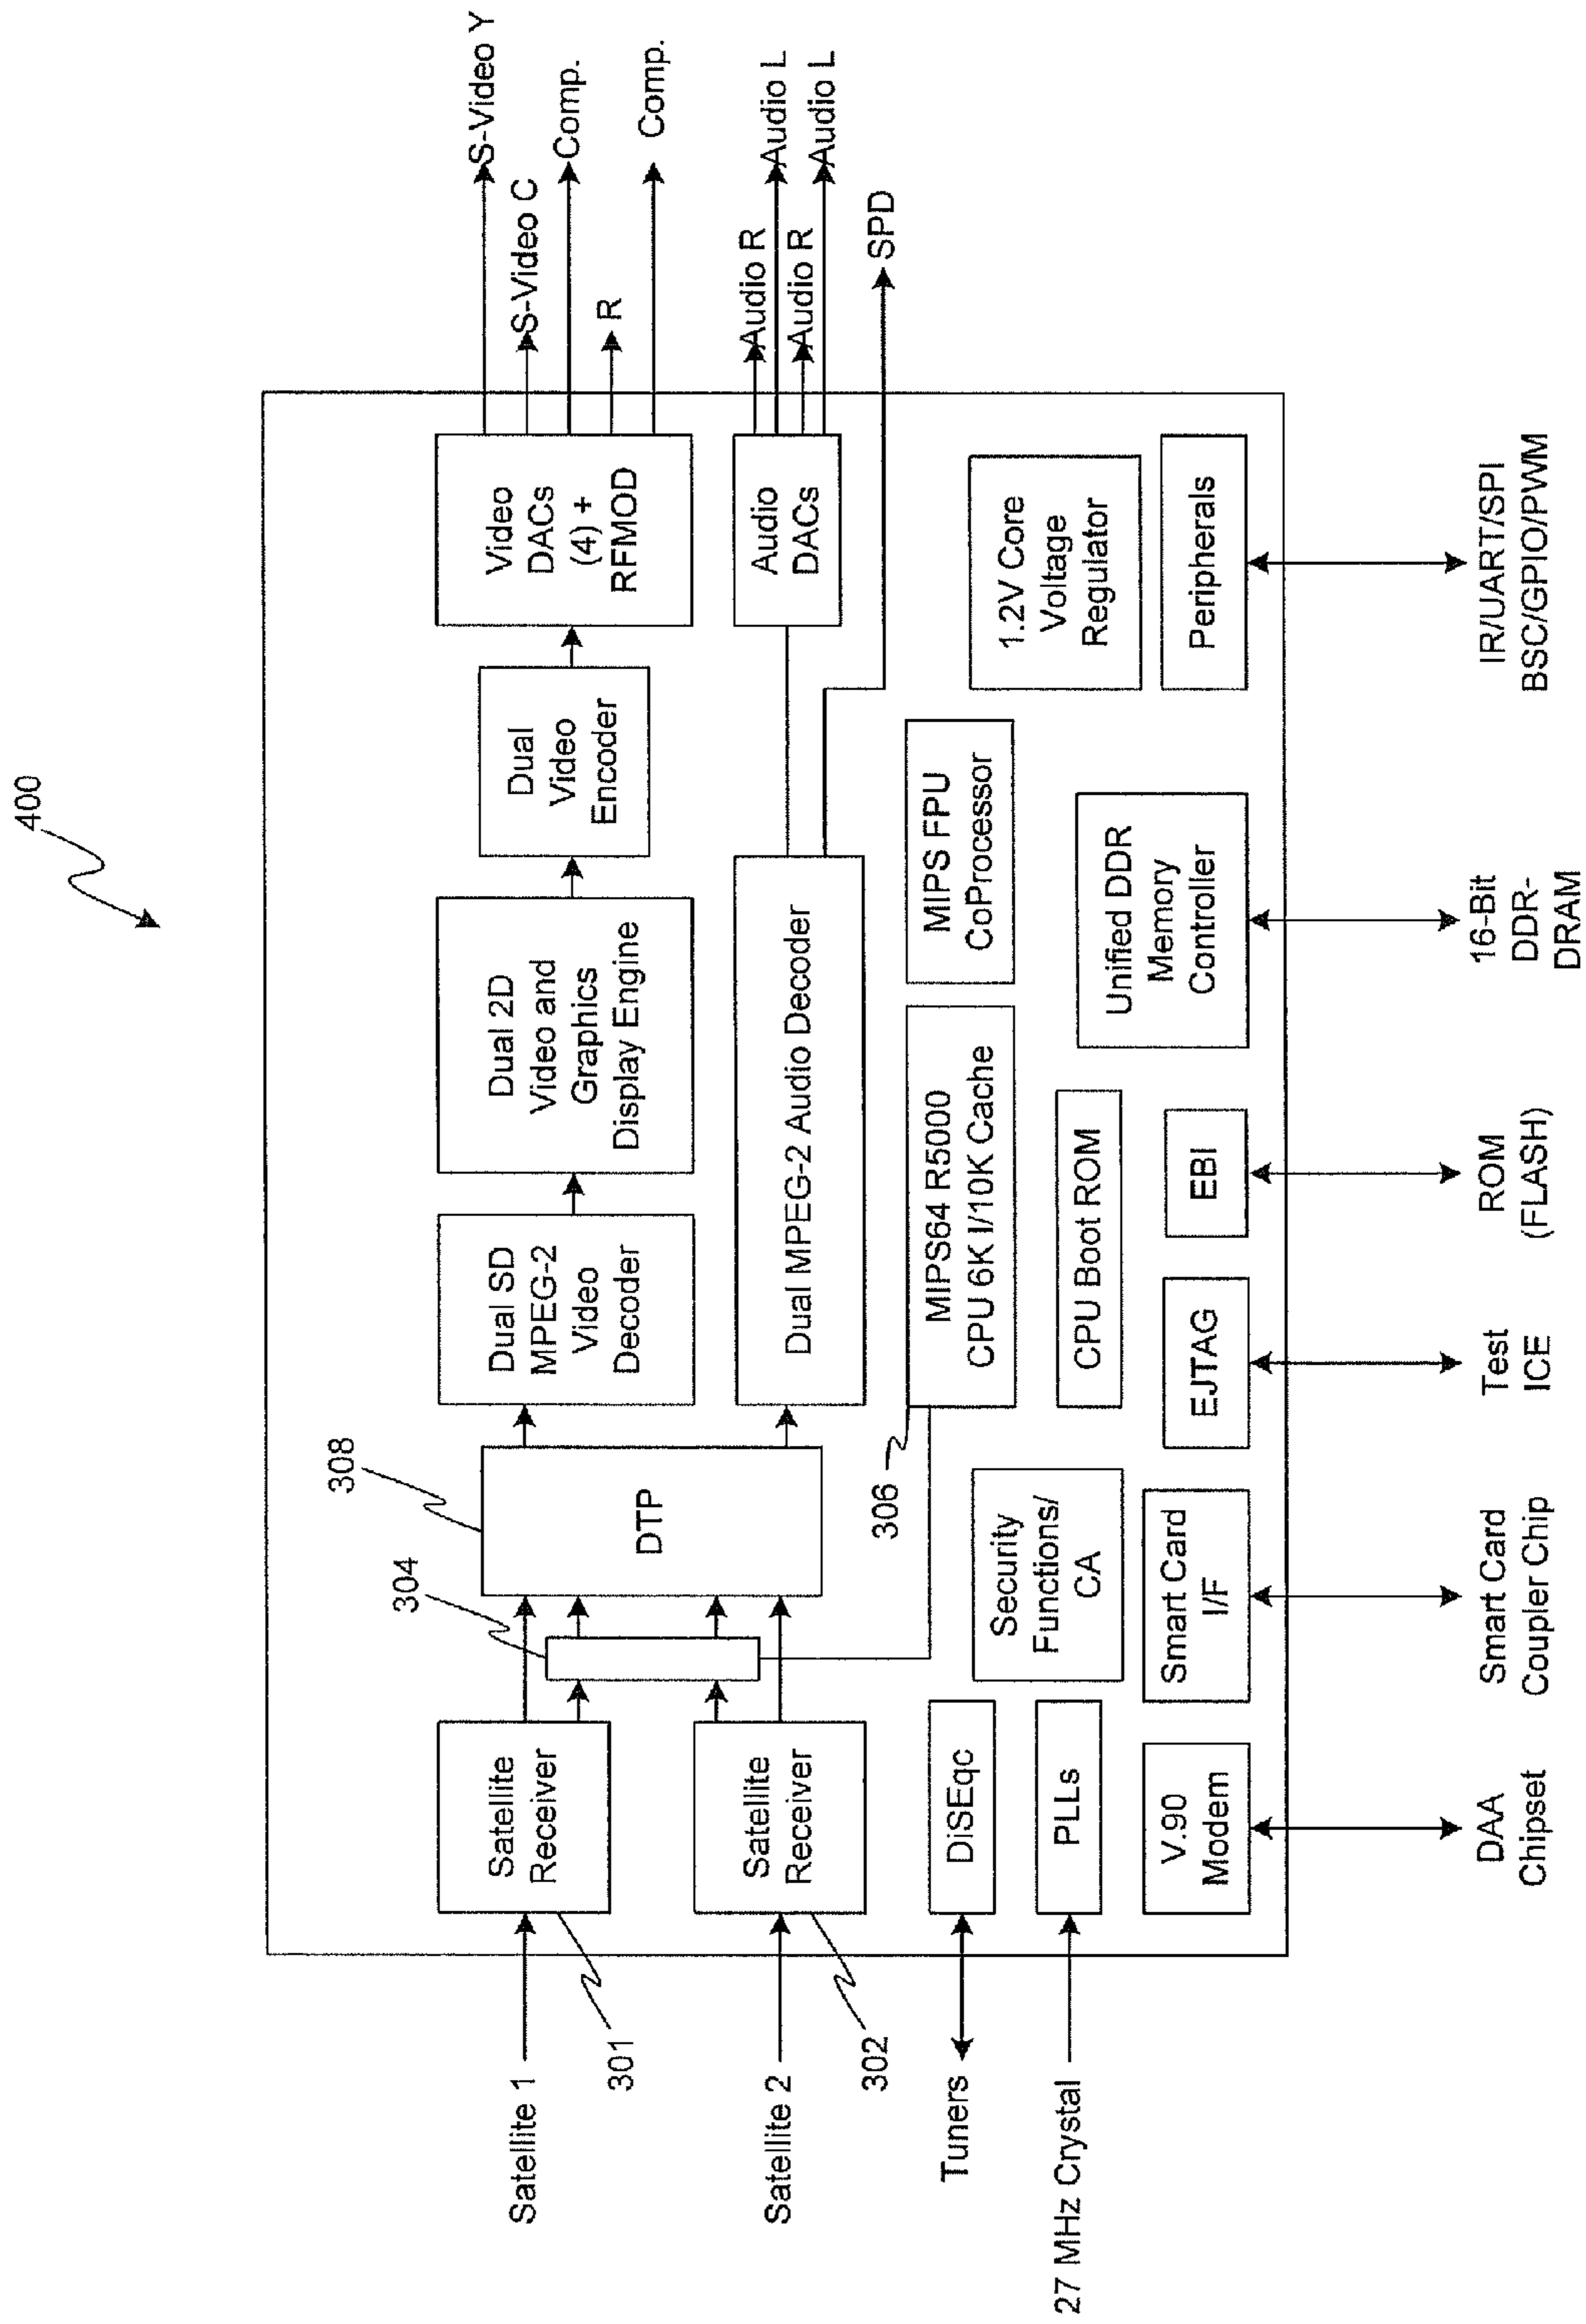 400
S-Video Y
S-Video C
Comp.
R
Comp.
Audio R
Audio L
Audio R
Audio L
SPD
Video
DACs
(4) +
RFMOD
Audio
DACs
Dual
Video
Encoder
Dual 2D
Video and
Graphics
Display Engine
Dual SD
MPEG-2
Video
Decoder
Dual MPEG-2 Audio Decoder
308
DTP
304
Satellite
Receiver
Satellite
Receiver
Satellite 1
301
Satellite 2
302
Tuners
27 MHz Crystal
DiSEqc
PLLs
V.90
Modem
Security
Functions/
CA
Smart Card
I/F
306
MIPS64 R5000
CPU 6K I/10K Cache
MIPS FPU
CoProcessor
CPU Boot ROM
EJTAG
EBI
Unified DDR
Memory
Controller
1.2V Core
Voltage
Regulator
Peripherals
DAA
Chipset
Smart Card
Coupler Chip
Test
ICE
ROM
(FLASH)
16-Bit
DDR-
DRAM
IR/UART/SPI
BSC/GPIO/PWM